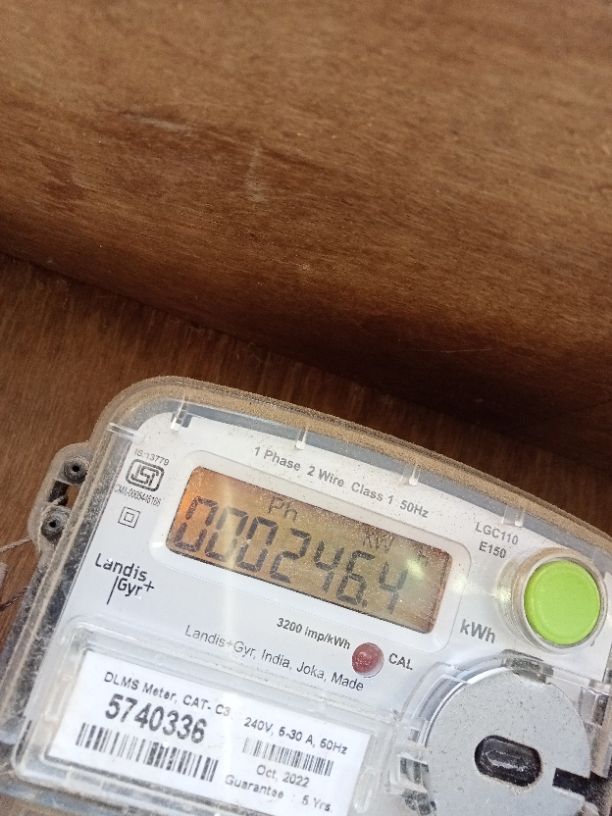 1 Phase 2 Wire Class 1 50Hz
IS:13779
LGC110
E150
Ph kW h
000246.4
Landis+
Gyr+
3200 imp/kWh
kWh
CAL
Landis+Gyr, India, Joka, Made
DLMS Meter, CAT- C3
5740336
240V, 5-30 A, 50Hz
Oct, 2022
Guarantee : 5 Yrs